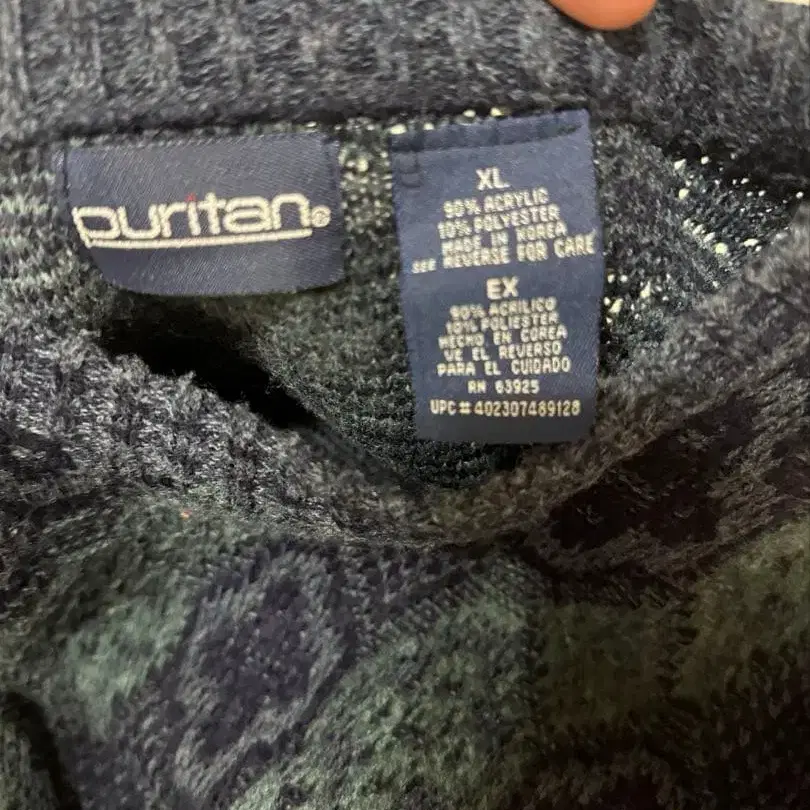 puritan®
XL
90% ACRYLIC
10% POLYESTER
MADE IN KOREA
SEE REVERSE FOR CARE
EX
90% ACRILICO
10% POLIESTER
HECHO EN COREA
VE EL REVERSO
PARA EL CUIDADO
RN 63925
UPC# 402307489128